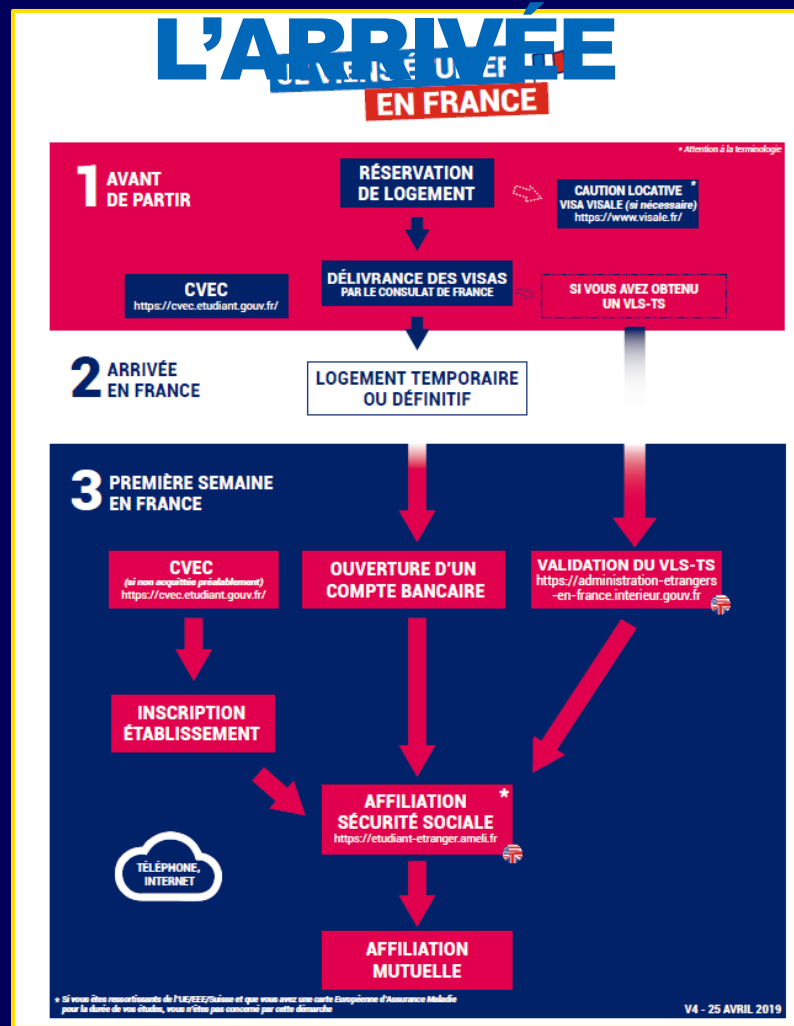 L'ARRIVÉE
EN FRANCE
* Attention à la terminologie
1 AVANT
DE PARTIR
RÉSERVATION
DE LOGEMENT
CAUTION LOCATIVE *
VISA VISALE (si nécessaire)
https://www.visale.fr/
CVEC
https://cvec.etudiant.gouv.fr/
DÉLIVRANCE DES VISAS
PAR LE CONSULAT DE FRANCE
SI VOUS AVEZ OBTENU
UN VLS-TS
2 ARRIVÉE
EN FRANCE
LOGEMENT TEMPORAIRE
OU DÉFINITIF
3 PREMIÈRE SEMAINE
EN FRANCE
CVEC
(si non acquittée préalablement)
https://cvec.etudiant.gouv.fr/
OUVERTURE D'UN
COMPTE BANCAIRE
VALIDATION DU VLS-TS
https://administration-etrangers
-en-france.interieur.gouv.fr
INSCRIPTION
ÉTABLISSEMENT
AFFILIATION *
SÉCURITÉ SOCIALE
https://etudiant-etranger.ameli.fr
TÉLÉPHONE,
INTERNET
AFFILIATION
MUTUELLE
* Si vous êtes ressortissants de l'UE/EEE/Suisse et que vous avez une carte Européenne d'Assurance Maladie
pour la durée de vos études, vous n'êtes pas concerné par cette démarche
V4 - 25 AVRIL 2019